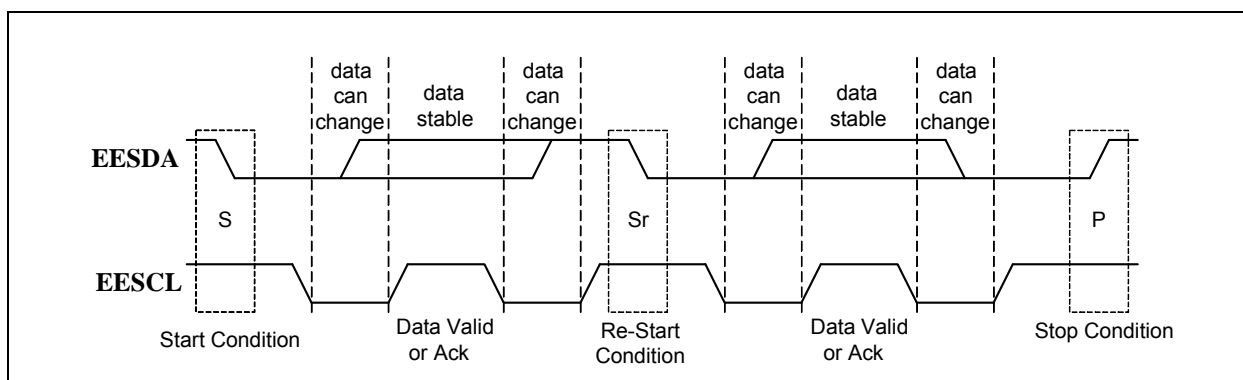 data
can
change
data
stable
data
can
change
data
can
change
data
stable
data
can
change
EESDA
S
Sr
P
EESCL
Start Condition
Data Valid
or Ack
Re-Start
Condition
Data Valid
or Ack
Stop Condition